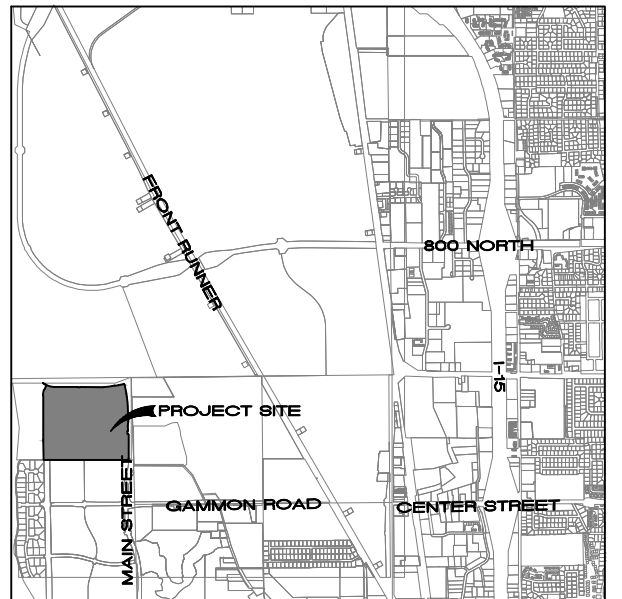 FRONT RUNNER
800 NORTH
I-15
PROJECT SITE
MAIN STREET
GAMMON ROAD
CENTER STREET